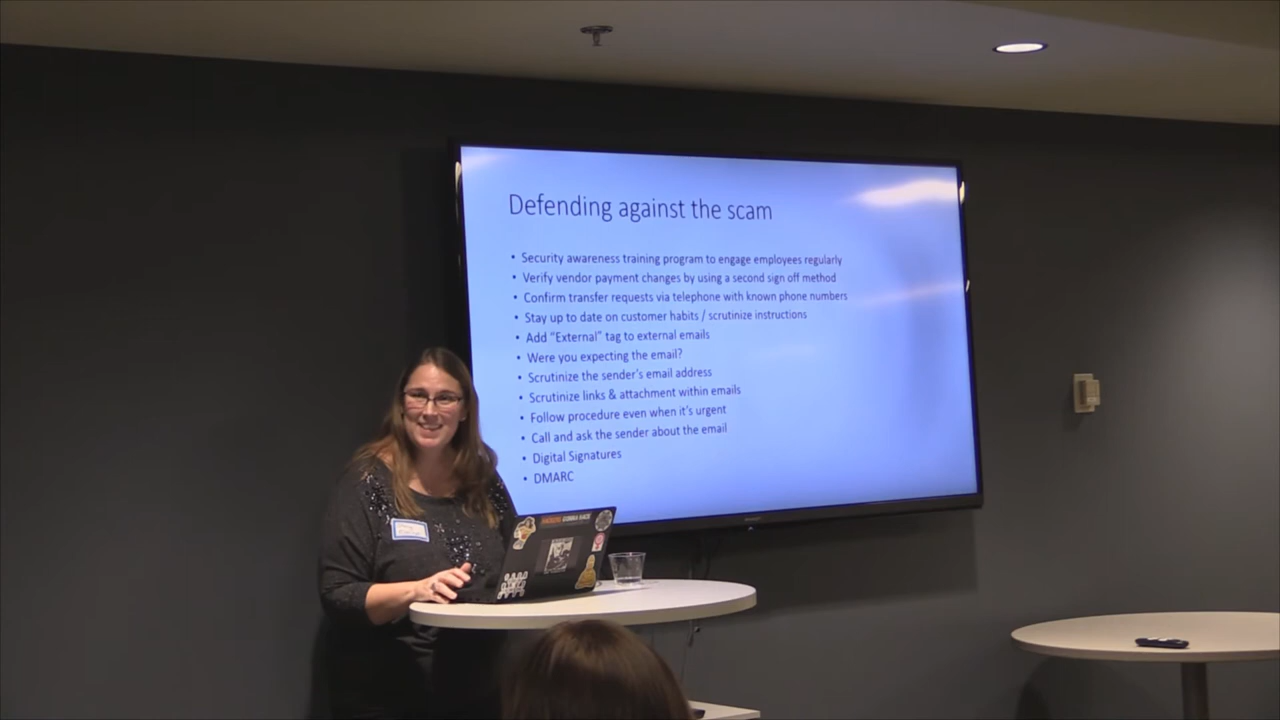 Defending against the scam
• Security awareness training program to engage employees regularly
• Verify vendor payment changes by using a second sign off method
• Confirm transfer requests via telephone with known phone numbers
• Stay up to date on customer habits / scrutinize instructions
• Add “External” tag to external emails
• Were you expecting the email?
• Scrutinize the sender’s email address
• Scrutinize links & attachment within emails
• Follow procedure even when it’s urgent
• Call and ask the sender about the email
• Digital Signatures
• DMARC